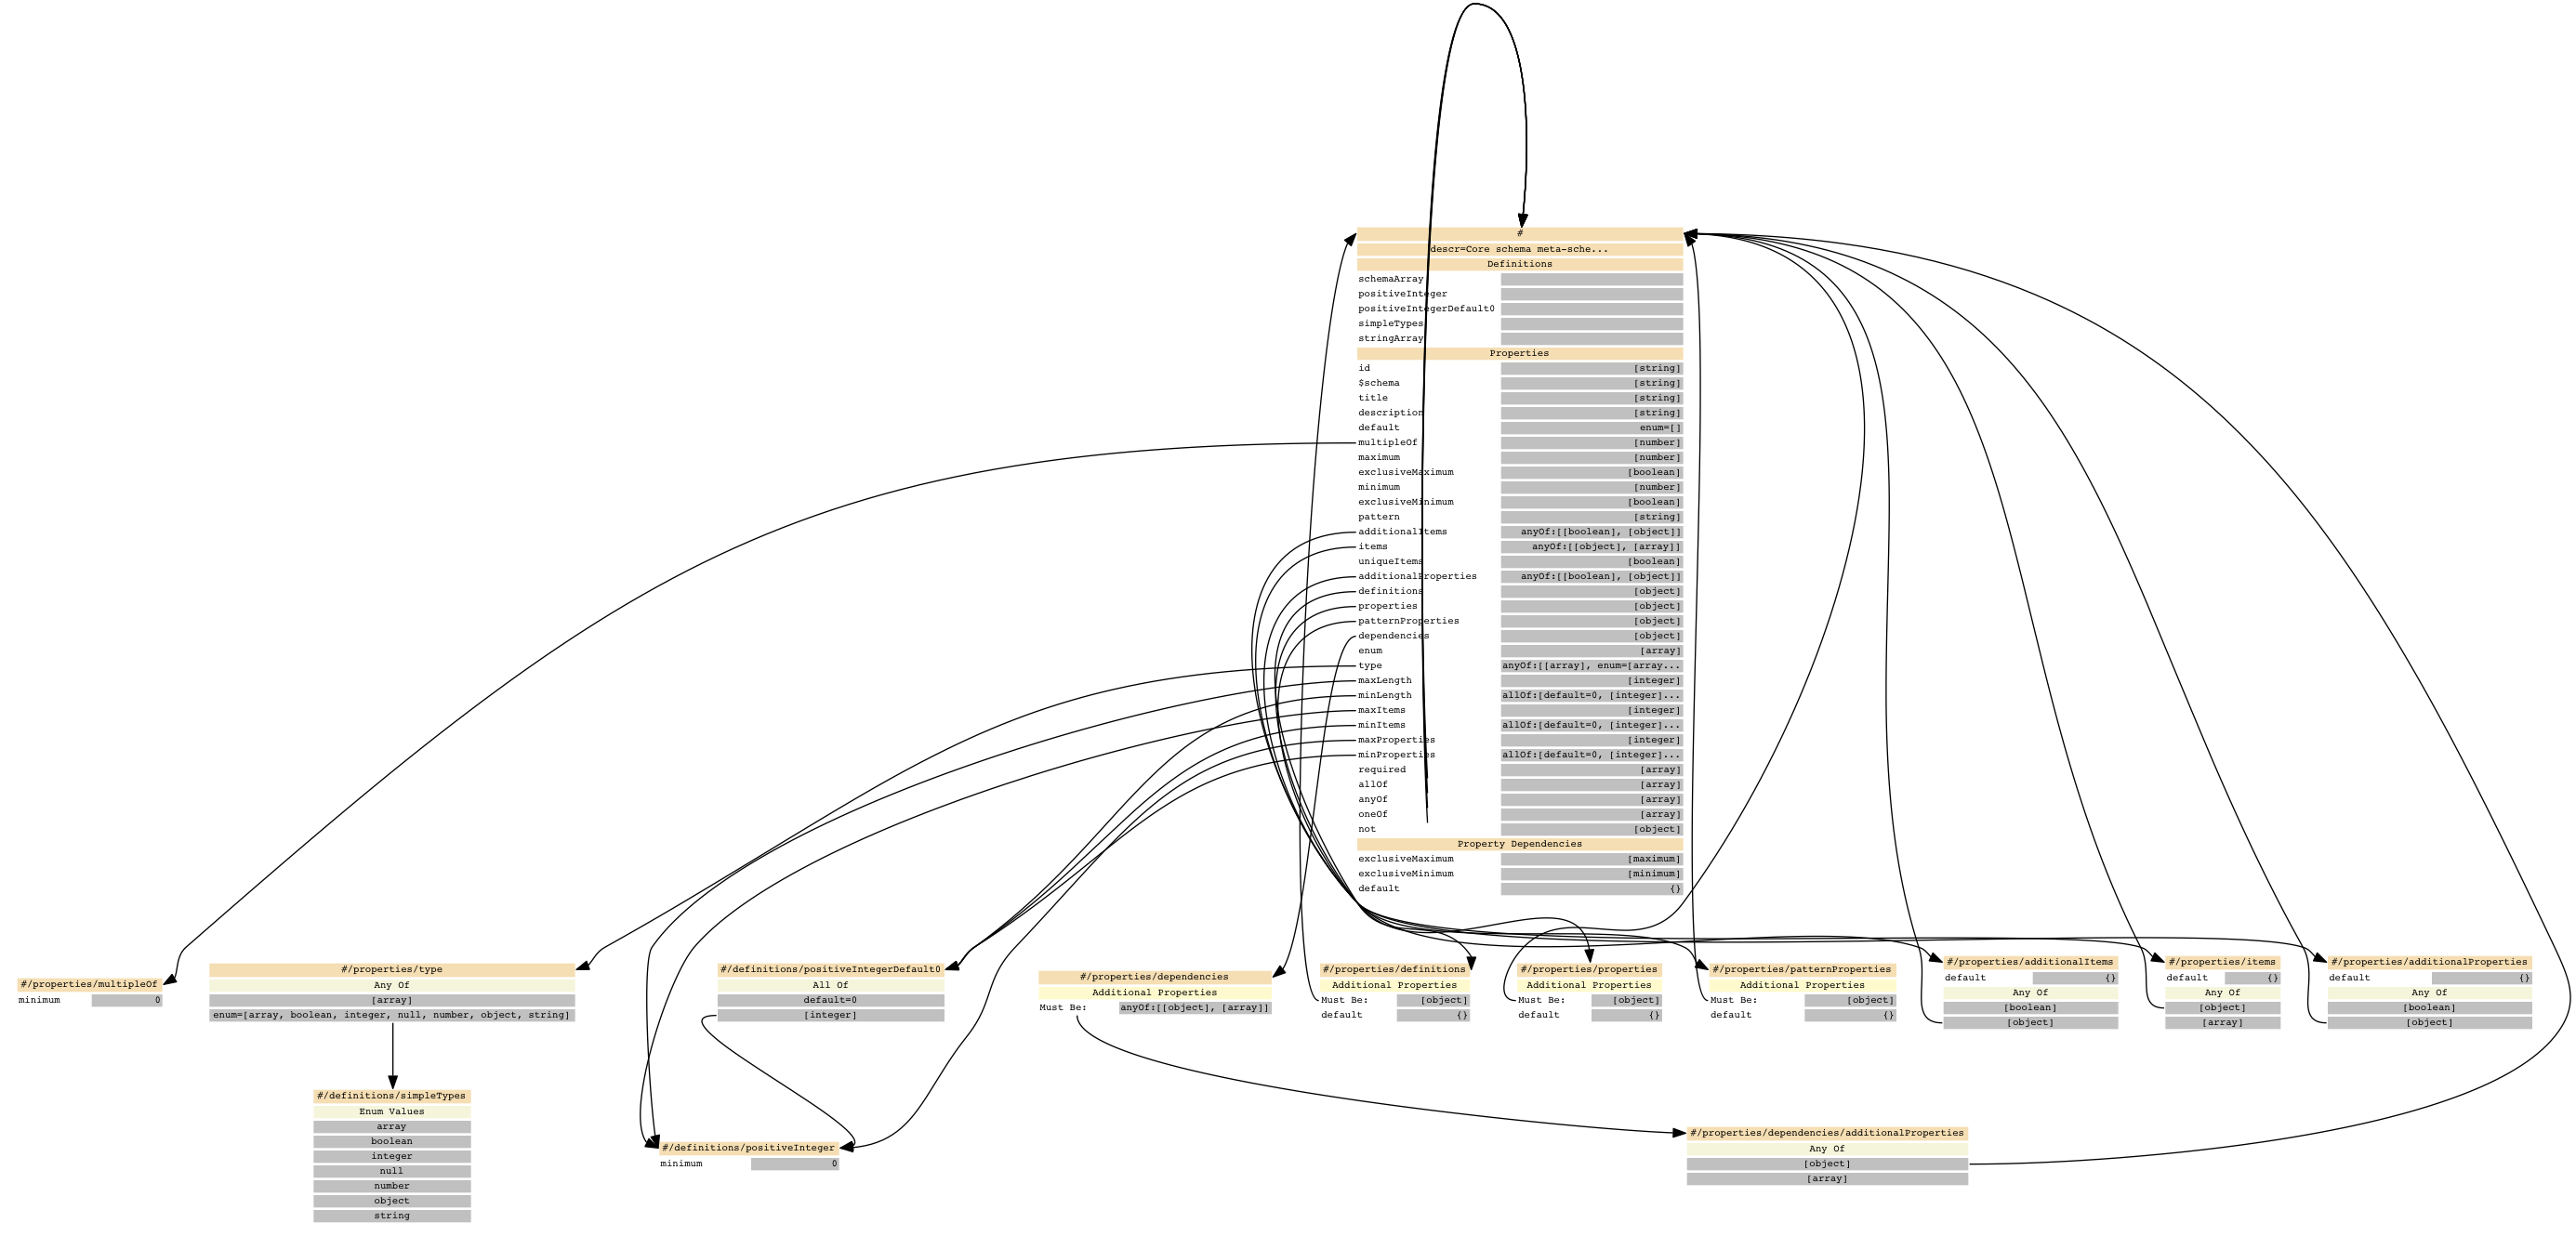 #
descr=Core schema meta-sche...
Definitions
schemaArray
positiveInteger
positiveIntegerDefault0
simpleTypes
stringArray
Properties
id [string]
$schema [string]
title [string]
description [string]
default enum=[]
multipleOf [number]
maximum [number]
exclusiveMaximum [boolean]
minimum [number]
exclusiveMinimum [boolean]
pattern [string]
additionalItems anyOf:[[boolean], [object]]
items anyOf:[[object], [array]]
uniqueItems [boolean]
additionalProperties anyOf:[[boolean], [object]]
definitions [object]
properties [object]
patternProperties [object]
dependencies [object]
enum [array]
type anyOf:[[array], enum=[array...
maxLength [integer]
minLength allOf:[default=0, [integer]...
maxItems [integer]
minItems allOf:[default=0, [integer]...
maxProperties [integer]
minProperties allOf:[default=0, [integer]...
required [array]
allOf [array]
anyOf [array]
oneOf [array]
not [object]
Property Dependencies
exclusiveMaximum [maximum]
exclusiveMinimum [minimum]
default {}
#/properties/multipleOf
minimum 0
#/properties/type
Any Of
[array]
enum=[array, boolean, integer, null, number, object, string]
#/definitions/positiveIntegerDefault0
All Of
default=0
[integer]
#/properties/dependencies
Additional Properties
Must Be: anyOf:[[object], [array]]
#/properties/definitions
Additional Properties
Must Be: [object]
default {}
#/properties/properties
Additional Properties
Must Be: [object]
default {}
#/properties/patternProperties
Additional Properties
Must Be: [object]
default {}
#/properties/additionalItems
default {}
Any Of
[boolean]
[object]
#/properties/items
default {}
Any Of
[object]
[array]
#/properties/additionalProperties
default {}
Any Of
[boolean]
[object]
#/definitions/simpleTypes
Enum Values
array
boolean
integer
null
number
object
string
#/definitions/positiveInteger
minimum 0
#/properties/dependencies/additionalProperties
Any Of
[object]
[array]